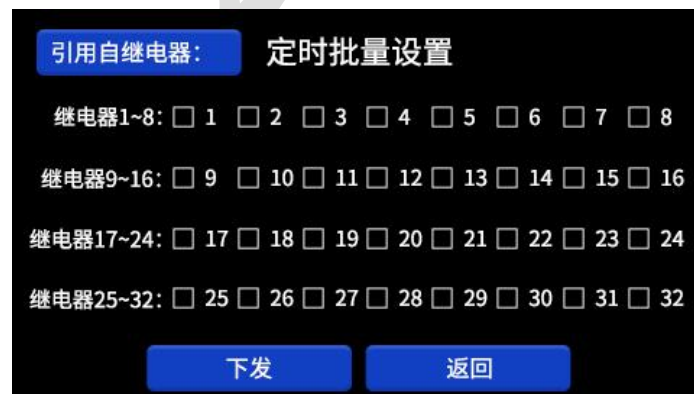 引用自继电器: 定时批量设置
继电器1~8: 1 2 3 4 5 6 7 8
继电器9~16: 9 10 11 12 13 14 15 16
继电器17~24: 17 18 19 20 21 22 23 24
继电器25~32: 25 26 27 28 29 30 31 32
下发 返回